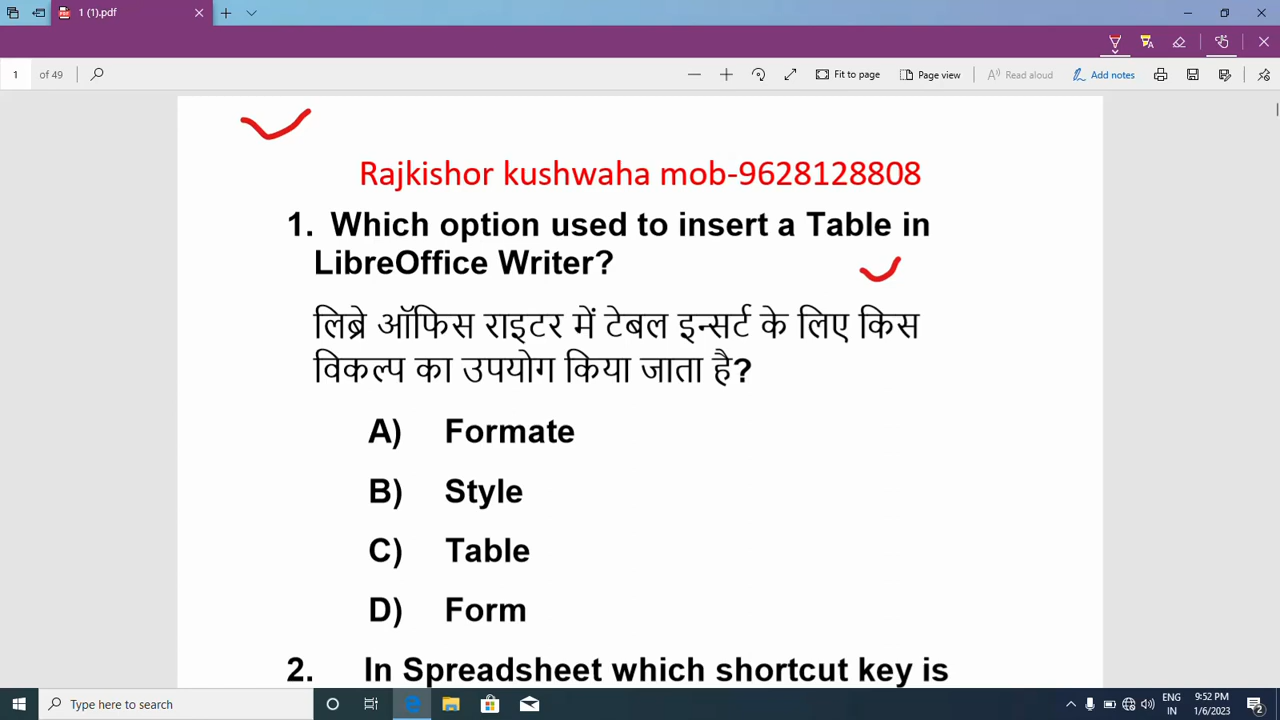 1 (1).pdf
1 of 49
Fit to page Page view Read aloud Add notes
Rajkishor kushwaha mob-9628128808
1. Which option used to insert a Table in
LibreOffice Writer?
लिब्रे ऑफिस राइटर में टेबल इन्सर्ट के लिए किस
विकल्प का उपयोग किया जाता है?
A) Formate
B) Style
C) Table
D) Form
2. In Spreadsheet which shortcut key is
Type here to search
ENG 9:52 PM
IN 1/6/2023
2